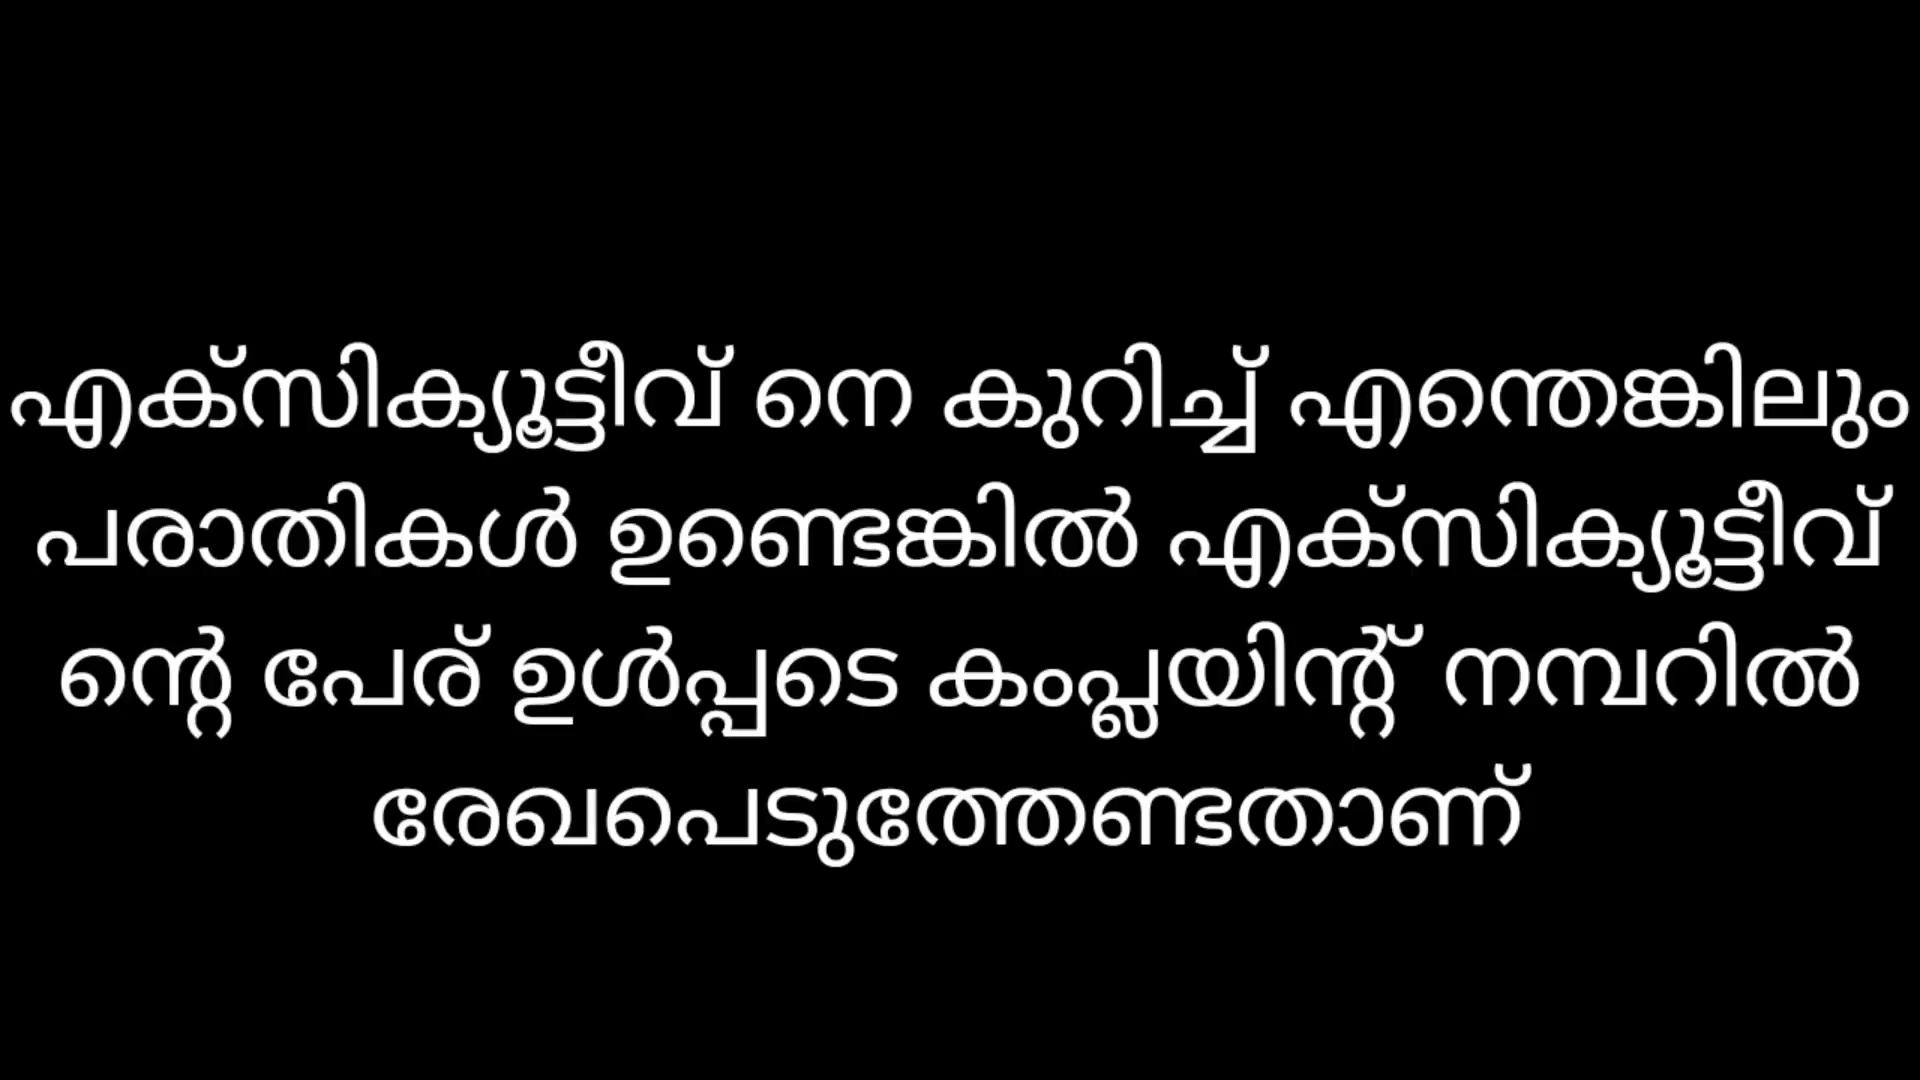 എക്സിക്യൂട്ടീവ് നെ കുറിച്ച് എന്തെങ്കിലും
പരാതികൾ ഉണ്ടെങ്കിൽ എക്സിക്യൂട്ടീവ്
ന്റെ പേര് ഉൾപ്പടെ കംപ്ലയിന്റ് നമ്പറിൽ
രേഖപെടുത്തേണ്ടതാണ്